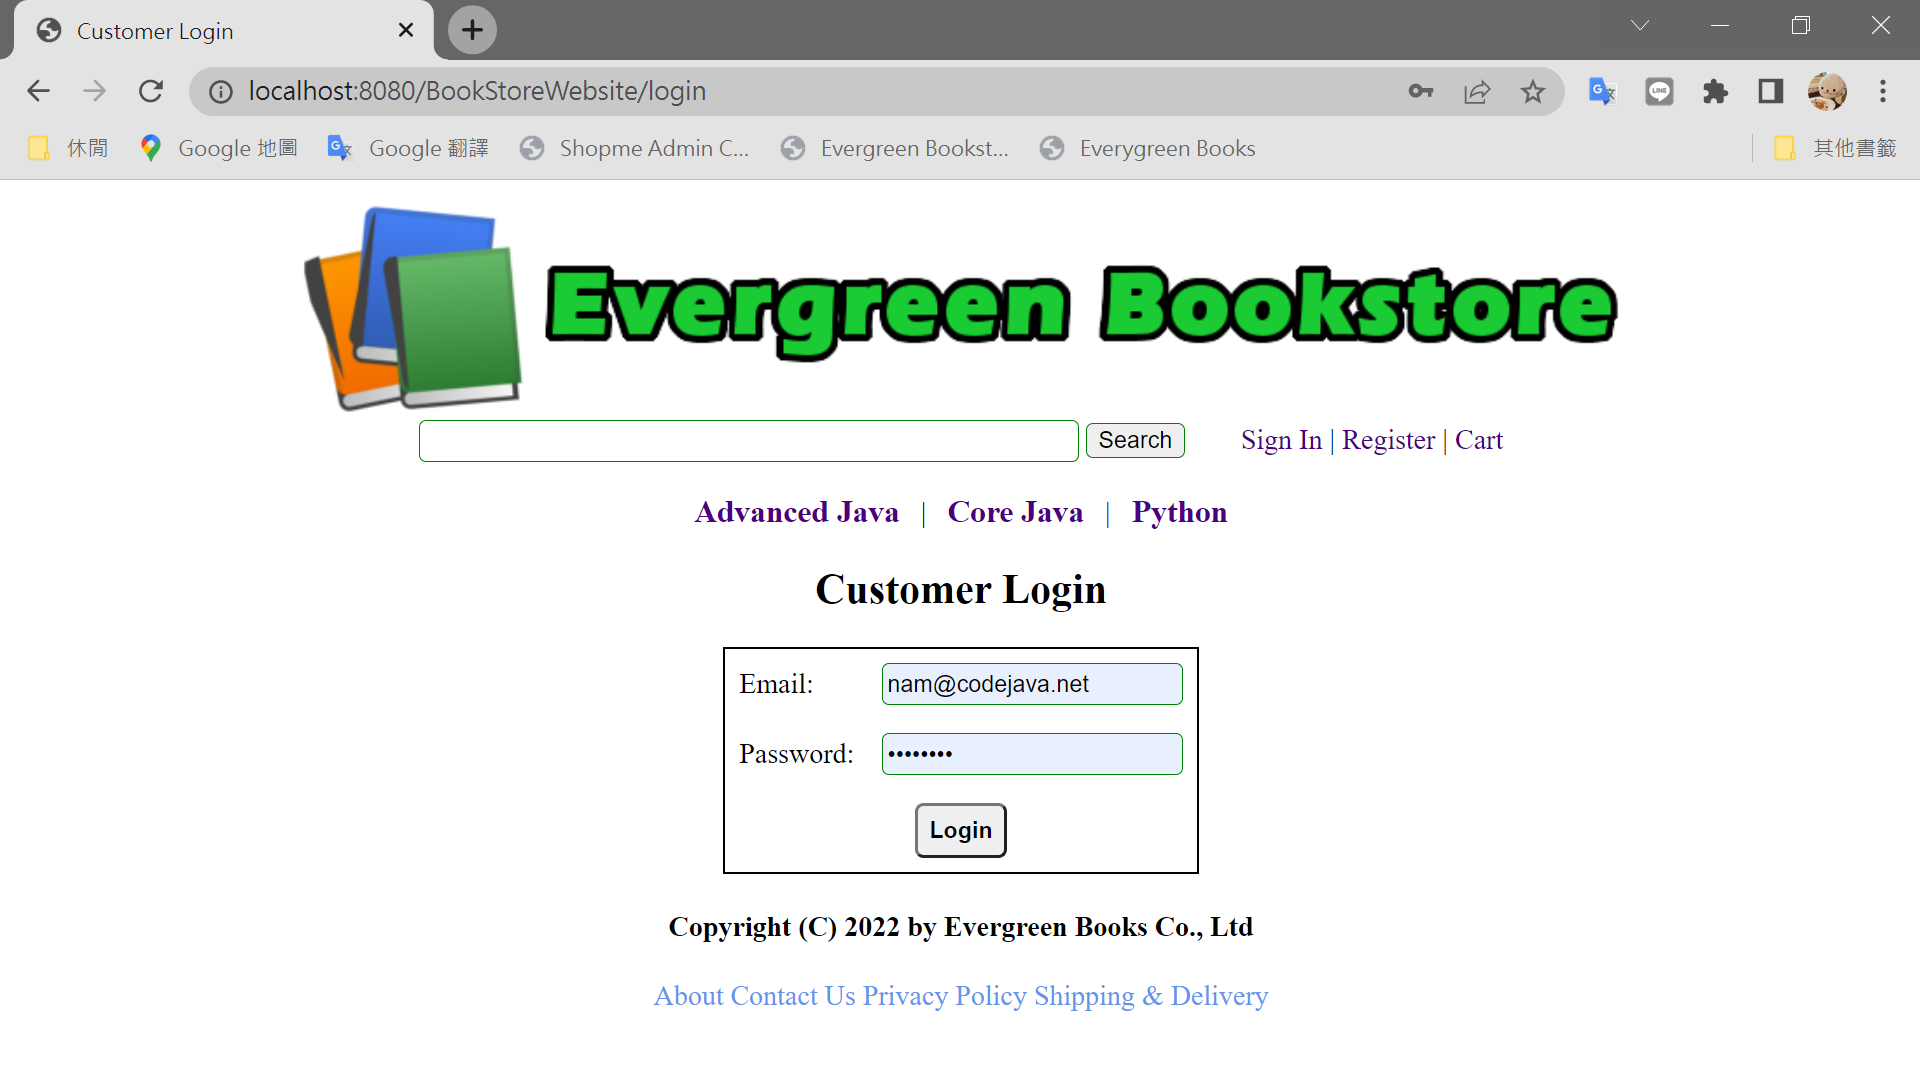 Customer Login
localhost:8080/BookStoreWebsite/login
休閒 Google 地圖 Google 翻譯 Shopme Admin C... Evergreen Bookst... Everygreen Books 其他書籤
Evergreen Bookstore
Search Sign In | Register | Cart
Advanced Java | Core Java | Python
Customer Login
Email: nam@codejava.net
Password: ••••••••
Login
Copyright (C) 2022 by Evergreen Books Co., Ltd
About Contact Us Privacy Policy Shipping & Delivery